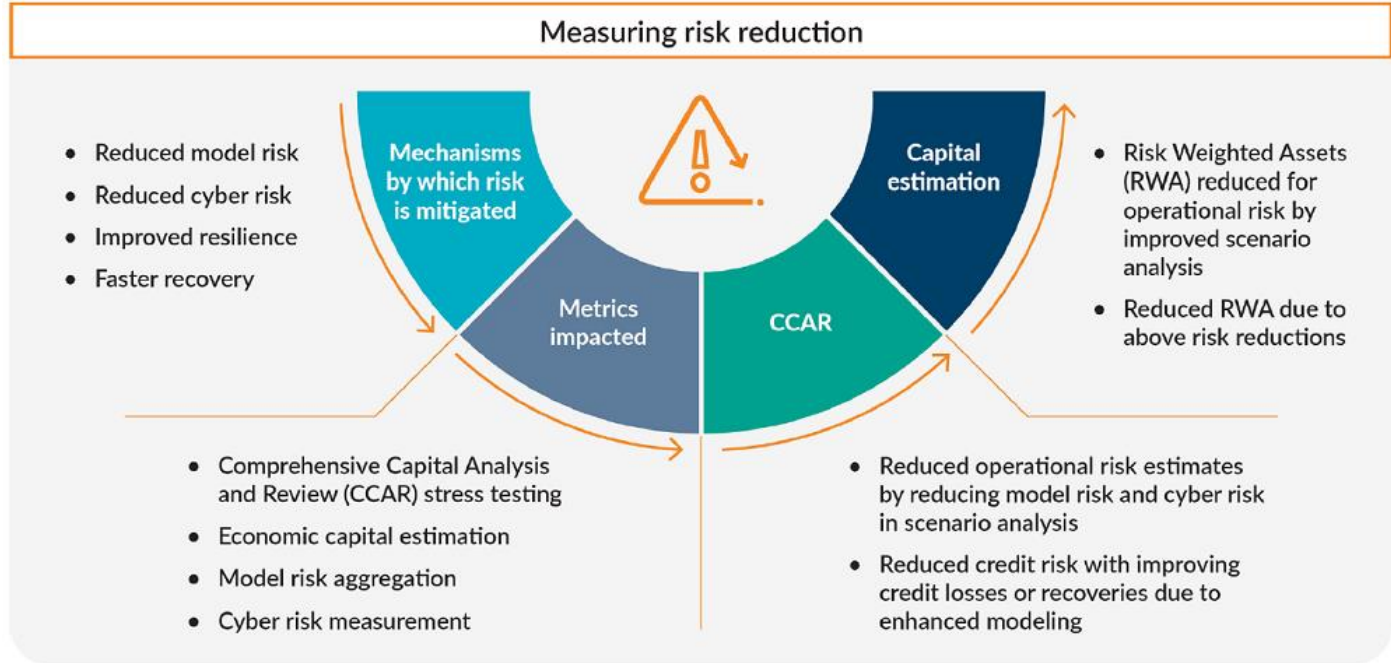 Measuring risk reduction
• Reduced model risk
• Reduced cyber risk
• Improved resilience
• Faster recovery
Mechanisms
by which risk
is mitigated
Metrics
impacted
CCAR
Capital
estimation
• Risk Weighted Assets
(RWA) reduced for
operational risk by
improved scenario
analysis
• Reduced RWA due to
above risk reductions
• Comprehensive Capital Analysis
and Review (CCAR) stress testing
• Economic capital estimation
• Model risk aggregation
• Cyber risk measurement
• Reduced operational risk estimates
by reducing model risk and cyber risk
in scenario analysis
• Reduced credit risk with improving
credit losses or recoveries due to
enhanced modeling